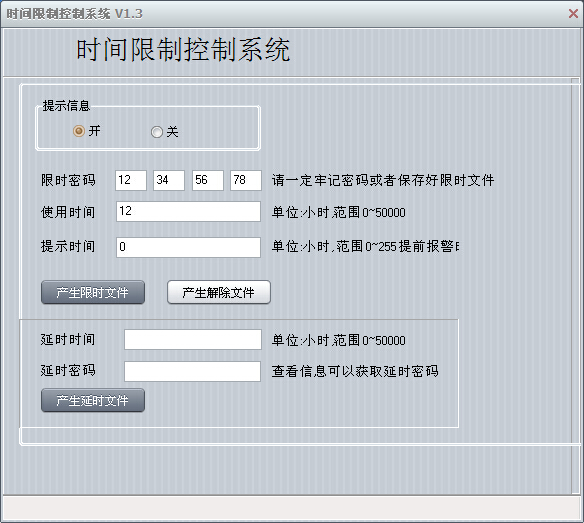 时间限制控制系统 V1.3
时间限制控制系统
提示信息
开 关
限时密码 12 34 56 78 请一定牢记密码或者保存好限时文件
使用时间 12 单位:小时,范围0~50000
提示时间 0 单位:小时,范围0~255提前报警
产生限时文件 产生解除文件
延时时间 单位:小时,范围0~50000
延时密码 查看信息可以获取延时密码
产生延时文件